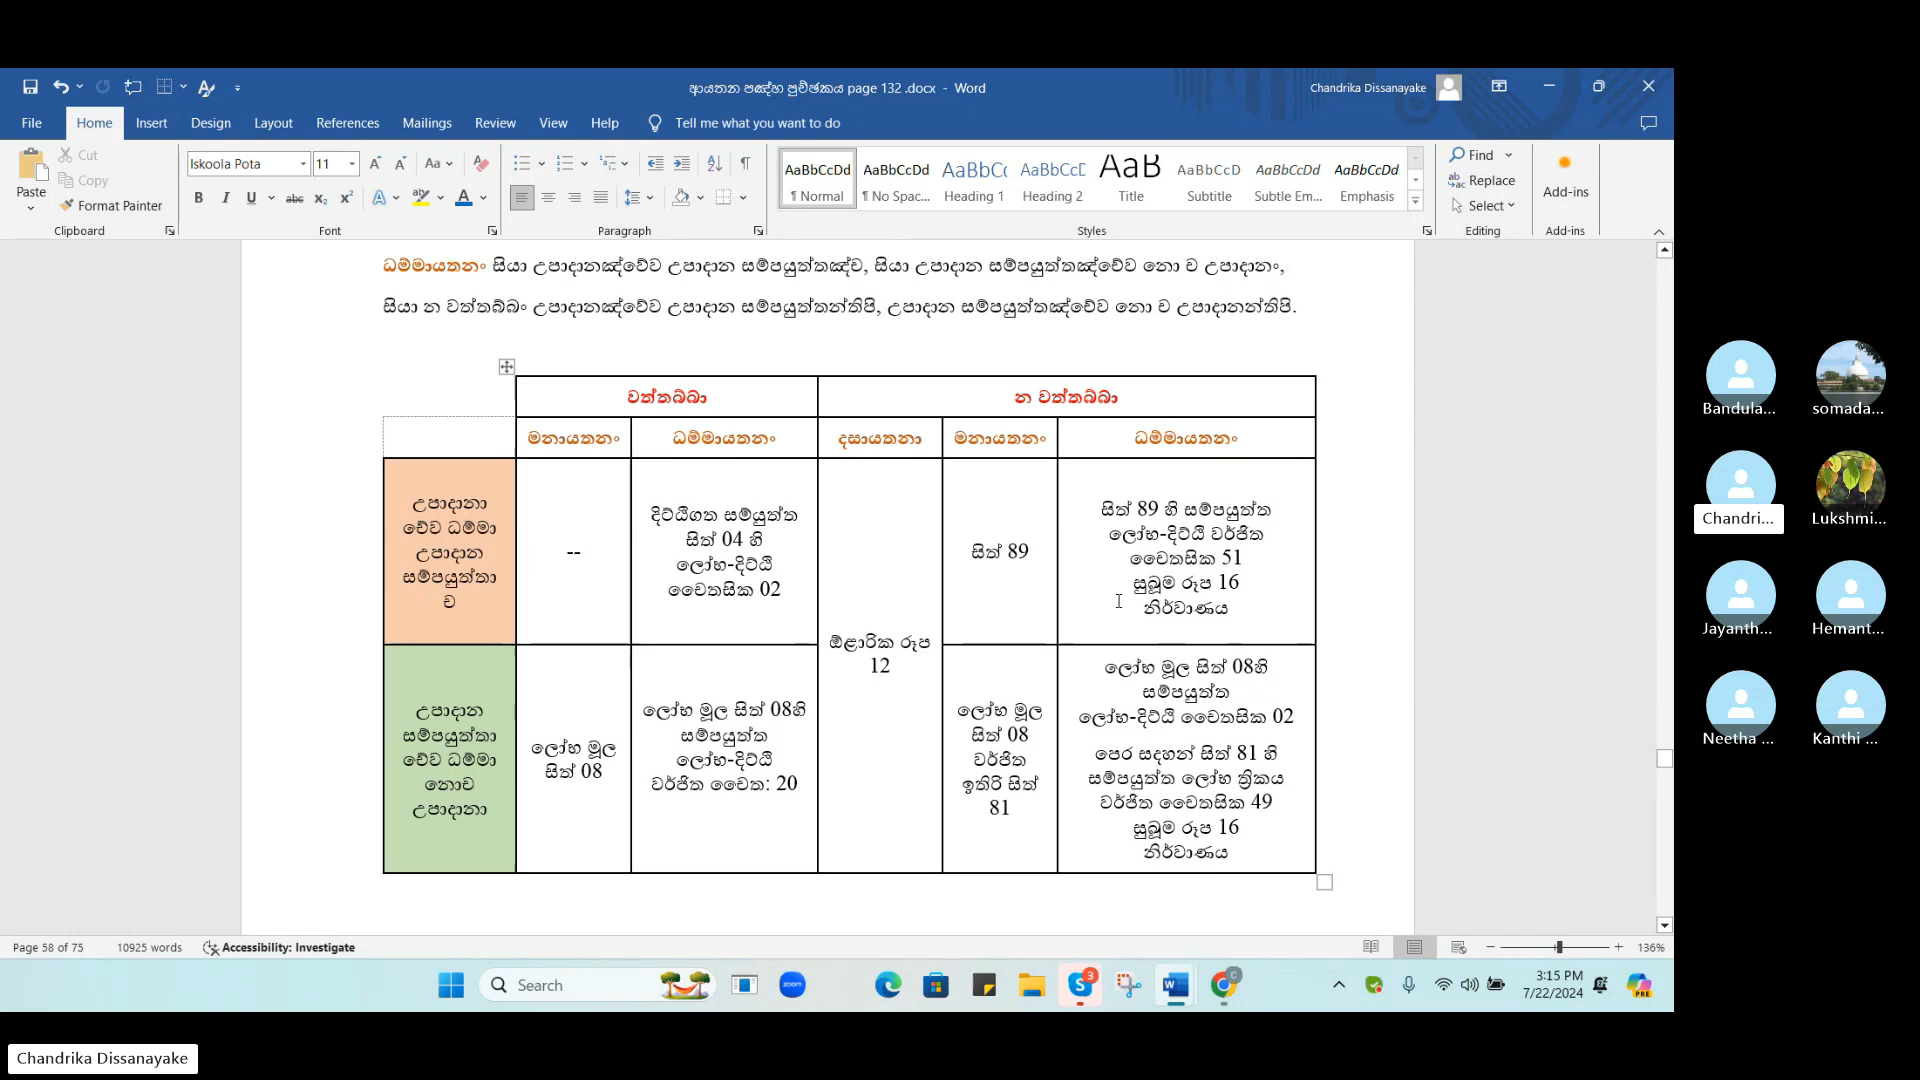 ආයතන පඤ්හ පුච්ඡකය page 132 .docx - Word
Chandrika Dissanayake
File Home Insert Design Layout References Mailings Review View Help Tell me what you want to do
Paste
Cut
Copy
Format Painter
Clipboard
Iskoola Pota 11
Font
Paragraph
AaBbCcDd AaBbCcDd AaBbCc AaBbCcD AaB AaBbCcD AaBbCcDd AaBbCcDd
¶ Normal ¶ No Spac... Heading 1 Heading 2 Title Subtitle Subtle Em... Emphasis
Styles
Find
Replace
Select
Editing
Add-ins
Add-ins
ධම්මායතනං සියා උපාදානඤ්චේව උපාදාන සම්පයුත්තඤ්ච, සියා උපාදාන සම්පයුත්තඤ්චේව නො ච උපාදානං,
සියා න වත්තබ්බං උපාදානඤ්චේව උපාදාන සම්පයුත්තන්තිපි, උපාදාන සම්පයුත්තඤ්චේව නො ච උපාදානන්තිපි.
වත්තබ්බා
න වත්තබ්බා
මනායතනං
ධම්මායතනං
දසායතනා
මනායතනං
ධම්මායතනං
උපාදානා
චේව ධම්මා
උපාදාන
සම්පයුත්තා
ච
--
දිට්ඨිගත සම්යුත්ත
සිත් 04 හි
ලෝභ-දිට්ඨි
චෛතසික 02
ඕළාරික රූප
12
සිත් 89
සිත් 89 හි සම්පයුත්ත
ලෝභ-දිට්ඨි වර්ජිත
චෛතසික 51
සුඛුම රූප 16
නිර්වාණය
උපාදාන
සම්පයුත්තා
චේව ධම්මා
නොච
උපාදානා
ලෝභ මූල
සිත් 08
ලෝභ මූල සිත් 08හි
සම්පයුත්ත
ලෝභ-දිට්ඨි
වර්ජිත චෛත: 20
ලෝභ මූල
සිත් 08
වර්ජිත
ඉතිරි සිත්
81
ලෝභ මූල සිත් 08හි
සම්පයුත්ත
ලෝභ-දිට්ඨි චෛතසික 02
පෙර සදහන් සිත් 81 හි
සම්පයුත්ත ලෝභ ත්‍රිකය
වර්ජිත චෛතසික 49
සුඛුම රූප 16
නිර්වාණය
Page 58 of 75 10925 words Accessibility: Investigate 136%
Search
zoom
3:15 PM
7/22/2024
Bandula...
somada...
Chandri...
Lukshmi...
Jayanth...
Hemant...
Neetha ...
Kanthi ...
Chandrika Dissanayake